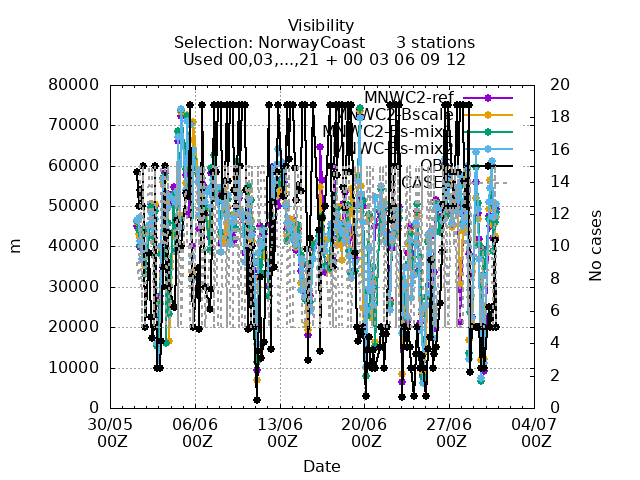 Visibility
Selection: NorwayCoast 3 stations
Used 00,03,...,21 + 00 03 06 09 12
80000
70000
60000
50000
40000
30000
20000
10000
0
20
18
16
14
12
10
8
6
4
2
0
m
No cases
MNWC2-ref
30/05 06/06 13/06 20/06 27/06 04/07
00Z 00Z 00Z 00Z 00Z 00Z
Date